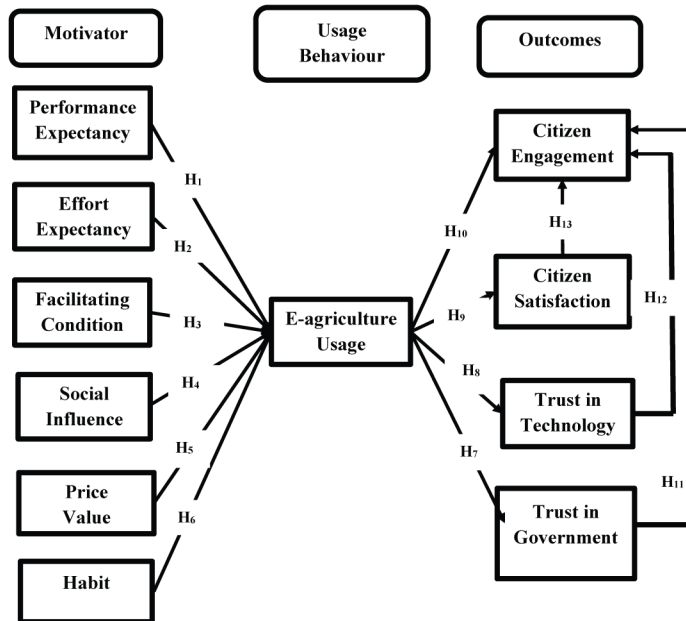 Motivator
Usage
Behaviour
Outcomes
Performance
Expectancy
Effort
Expectancy
Facilitating
Condition
Social
Influence
Price
Value
Habit
H1
H2
H3
H4
H5
H6
E-agriculture
Usage
H10
H9
H8
H7
Citizen
Engagement
H13
Citizen
Satisfaction
H12
Trust in
Technology
H11
Trust in
Government